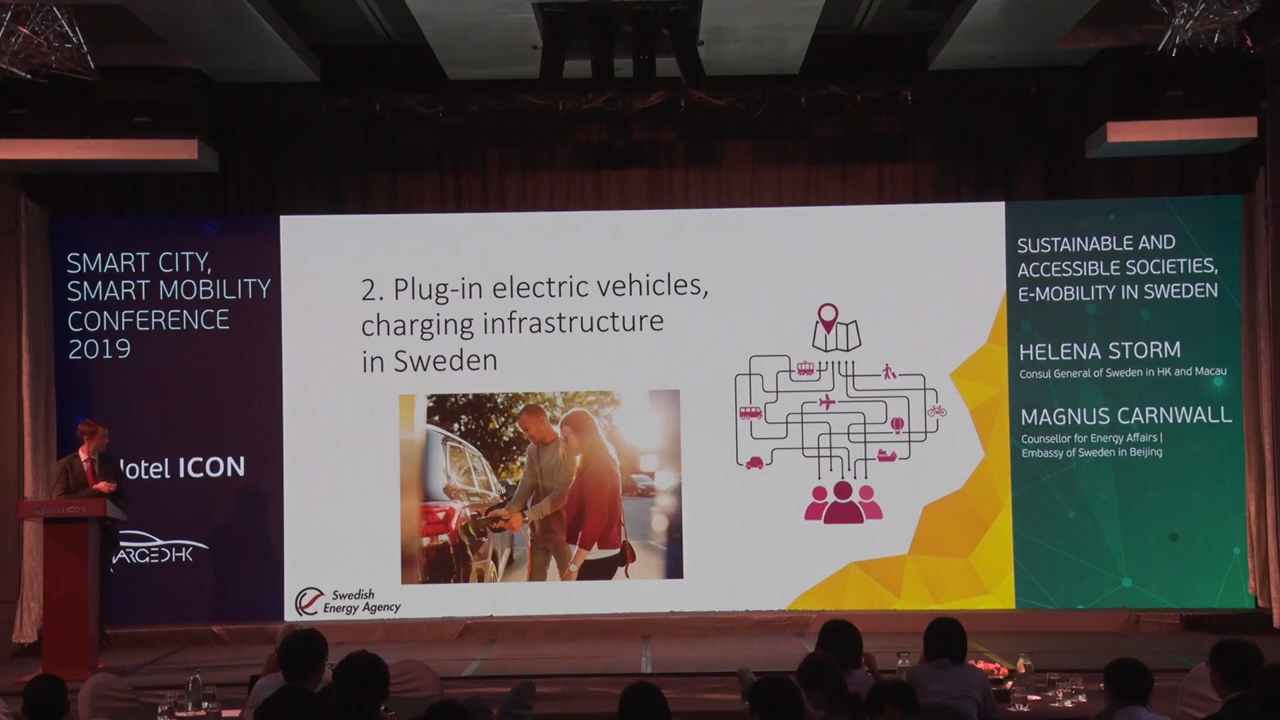 SMART CITY,
SMART MOBILITY
CONFERENCE
2019
Hotel ICON
ARGEDHK
2. Plug-in electric vehicles,
charging infrastructure
in Sweden
Swedish
Energy Agency
SUSTAINABLE AND
ACCESSIBLE SOCIETIES,
E-MOBILITY IN SWEDEN
HELENA STORM
Consul General of Sweden in HK and Macau
MAGNUS CARNWALL
Counsellor for Energy Affairs |
Embassy of Sweden in Beijing